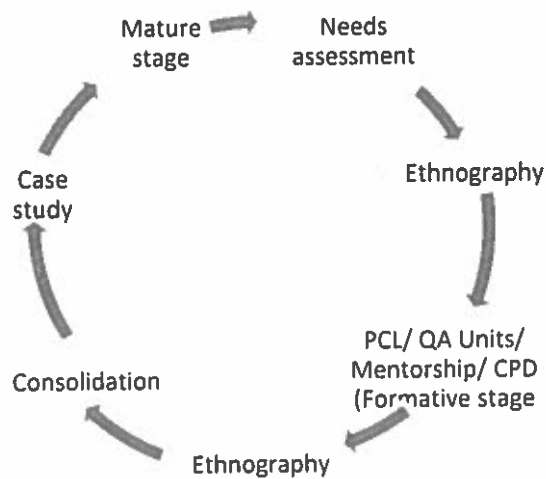 Mature
stage
Needs
assessment
Ethnography
PCL/ QA Units/
Mentorship/ CPD
(Formative stage
Ethnography
Consolidation
Case
study